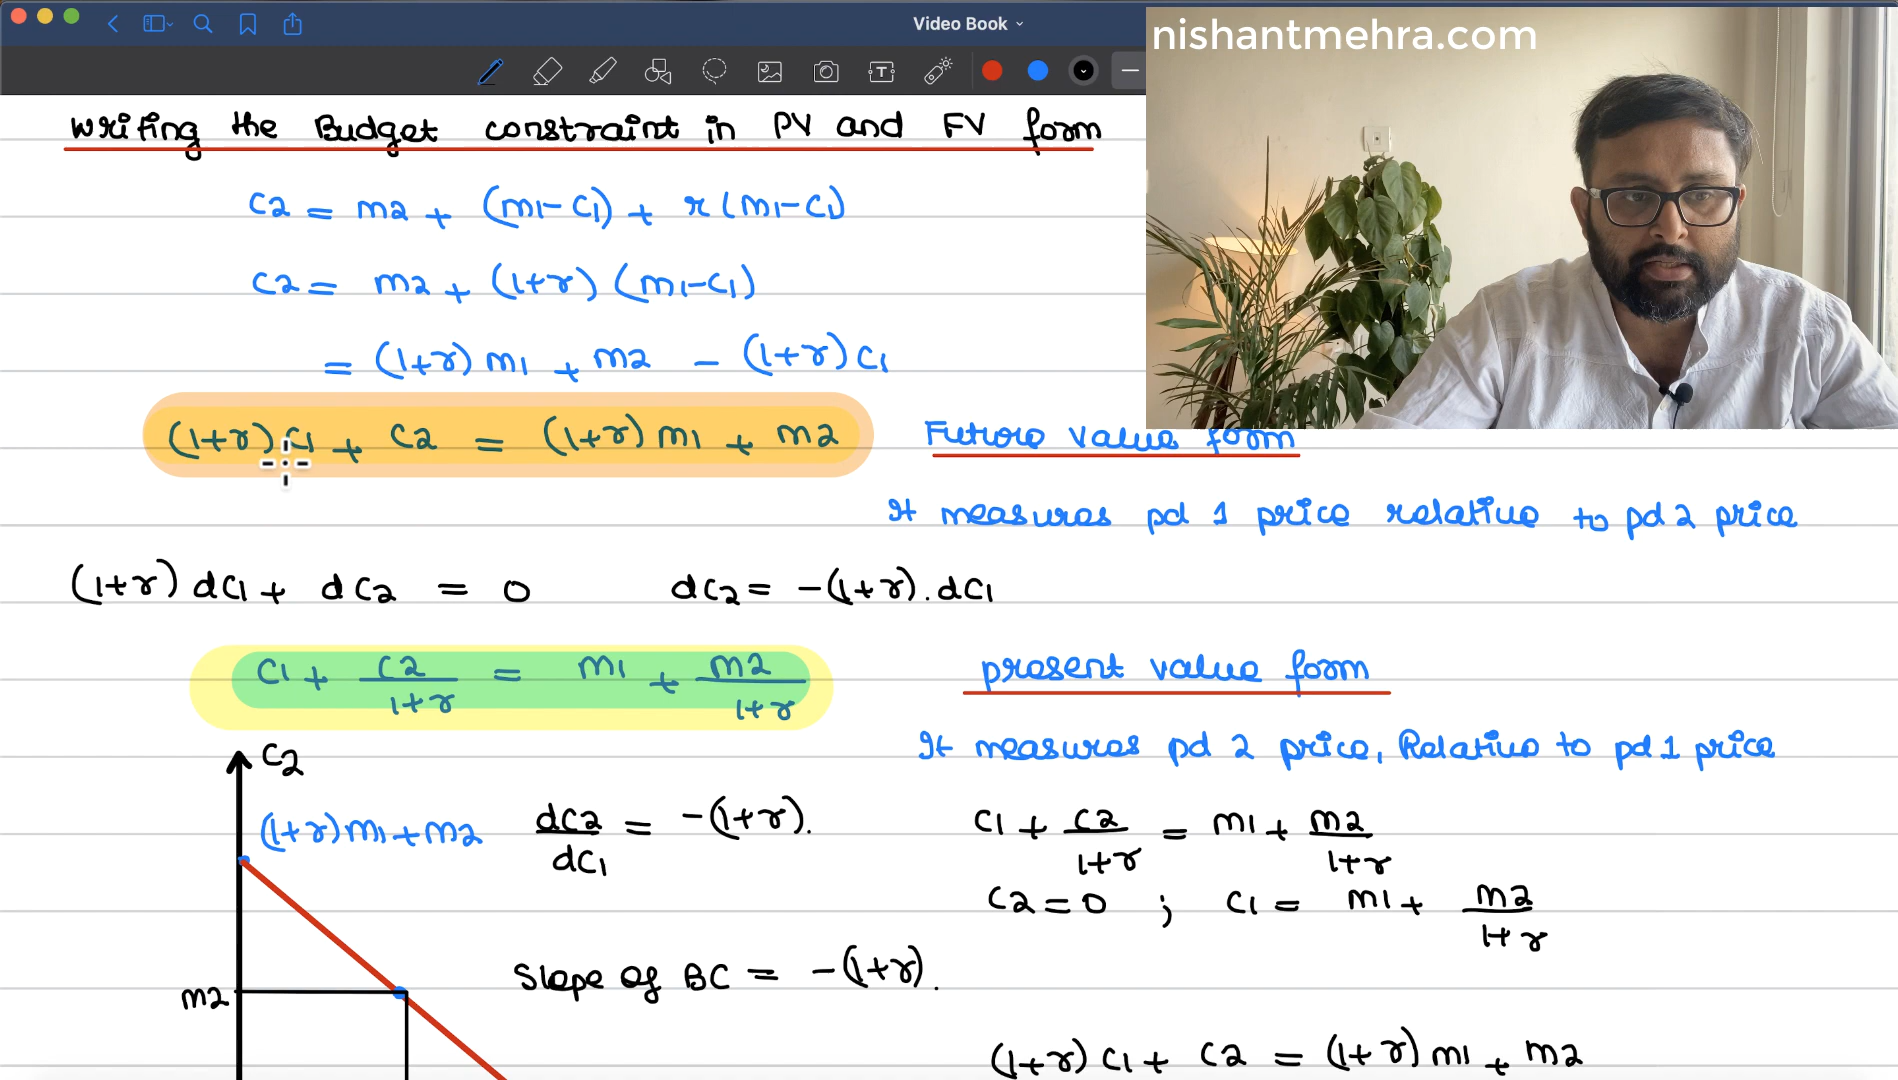 Video Book
nishantmehra.com
writing the Budget constraint in PV and FV form
C2 = m2 + (m1-C1) + r(m1-C1)
C2 = m2 + (1+r) (m1-C1)
= (1+r) m1 + m2 - (1+r) C1
(1+r) C1 + C2 = (1+r) m1 + m2
Future value form
It measures pd 1 price relative to pd 2 price
(1+r) dC1 + dC2 = 0 dC2 = -(1+r). dC1
C1 + C2/1+r = m1 + m2/1+r
present value form
It measures pd 2 price, Relative to pd 1 price
C2
(1+r)m1+m2
dC2/dC1 = -(1+r).
C1 + C2/1+r = m1 + m2/1+r
C2 = 0 ; C1 = m1 + m2/1+r
Slope of BC = -(1+r).
m2
(1+r) C1 + C2 = (1+r) m1 + m2